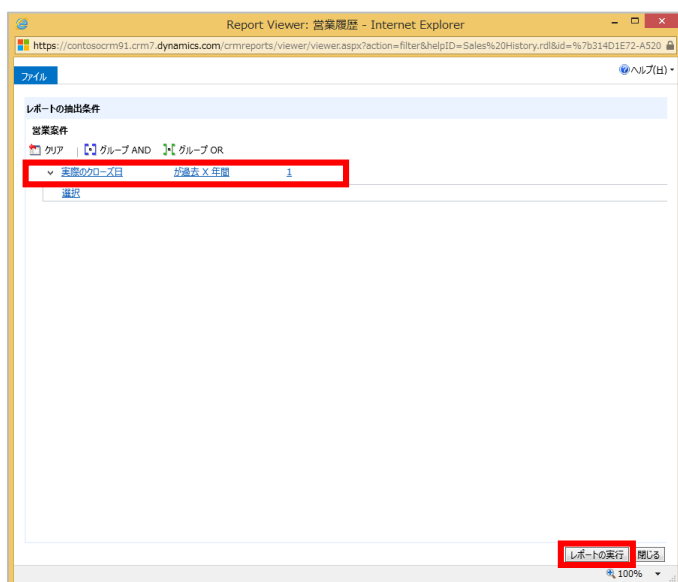 Report Viewer: 営業履歴 - Internet Explorer
https://contosocrm91.crm7.dynamics.com/crmreports/viewer/viewer.aspx?action=filter&helpID=Sales%20History.rdl&id=%7b314D1E72-A520
ファイル
ヘルプ(H)
レポートの抽出条件
営業案件
クリア | グループ AND グループ OR
実際のクローズ日 が過去 X 年間 1
選択
レポートの実行 閉じる
100%